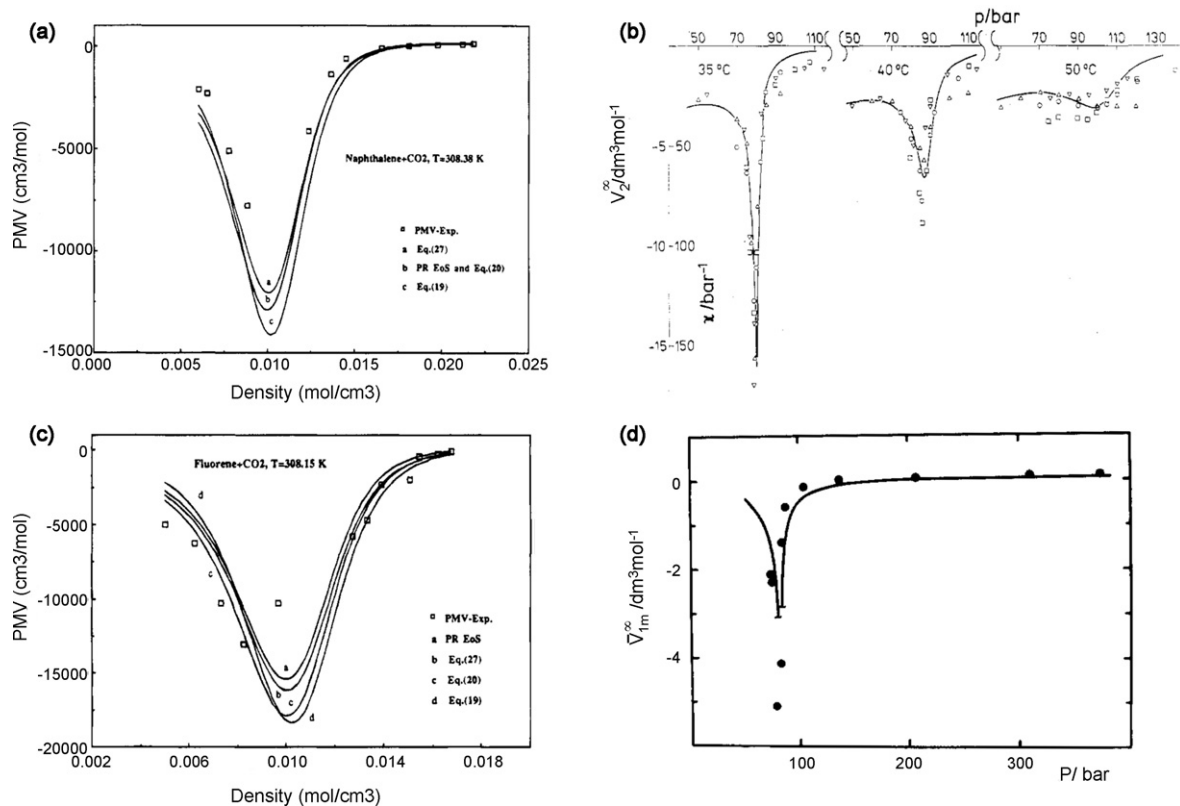 (a)
0
-5000
-10000
-15000
0.000 0.005 0.010 0.015 0.020 0.025
PMV (cm3/mol)
Density (mol/cm3)
Naphthalene+CO2, T=308.38 K
PMV-Exp.
a Eq.(27)
b PR EoS and Eq.(20)
c Eq.(19)
a
b
c
(b)
p/bar
50 70 90 110 50 70 90 110 50 70 90 110 130
35 ºC 40 ºC 50 ºC
-5 -50
-10 -100
-15 -150
V₂^∞/dm³mol⁻¹
χ/bar⁻¹
(c)
0
-5000
-10000
-15000
-20000
0.002 0.006 0.010 0.014 0.018
PMV (cm3/mol)
Density (mol/cm3)
Fluorene+CO2, T=308.15 K
PMV-Exp.
a PR EoS
b Eq.(27)
c Eq.(20)
d Eq.(19)
d
c
a
b
c
d
(d)
0
-2
-4
100 200 300
V̄₁ₘ^∞/dm³mol⁻¹
P/ bar